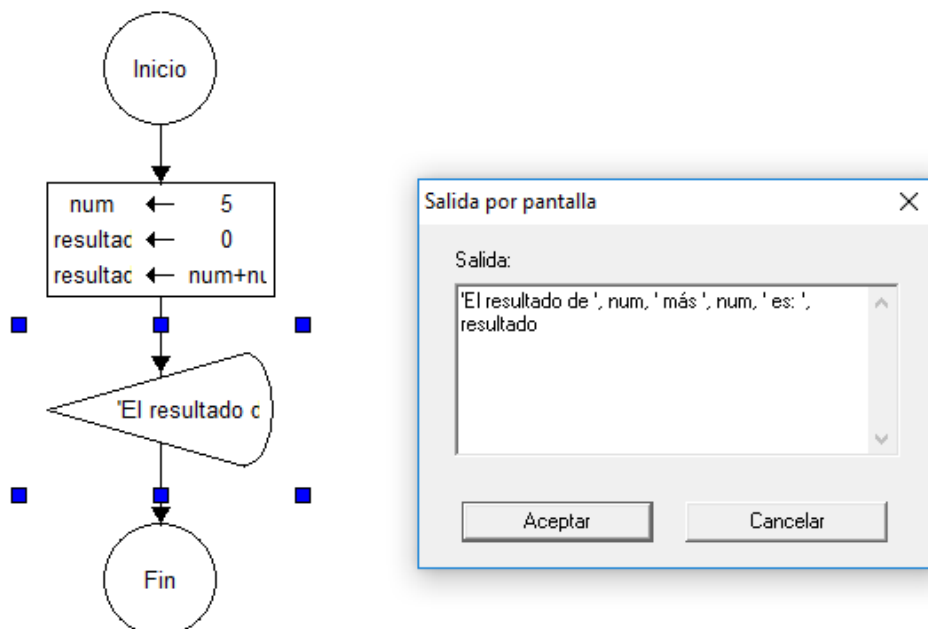 Inicio
num ← 5
resultac ← 0
resultac ← num+nu
'El resultado c
Fin
Salida por pantalla
Salida:
'El resultado de ', num, ' más ', num, ' es: ',
resultado
Aceptar
Cancelar